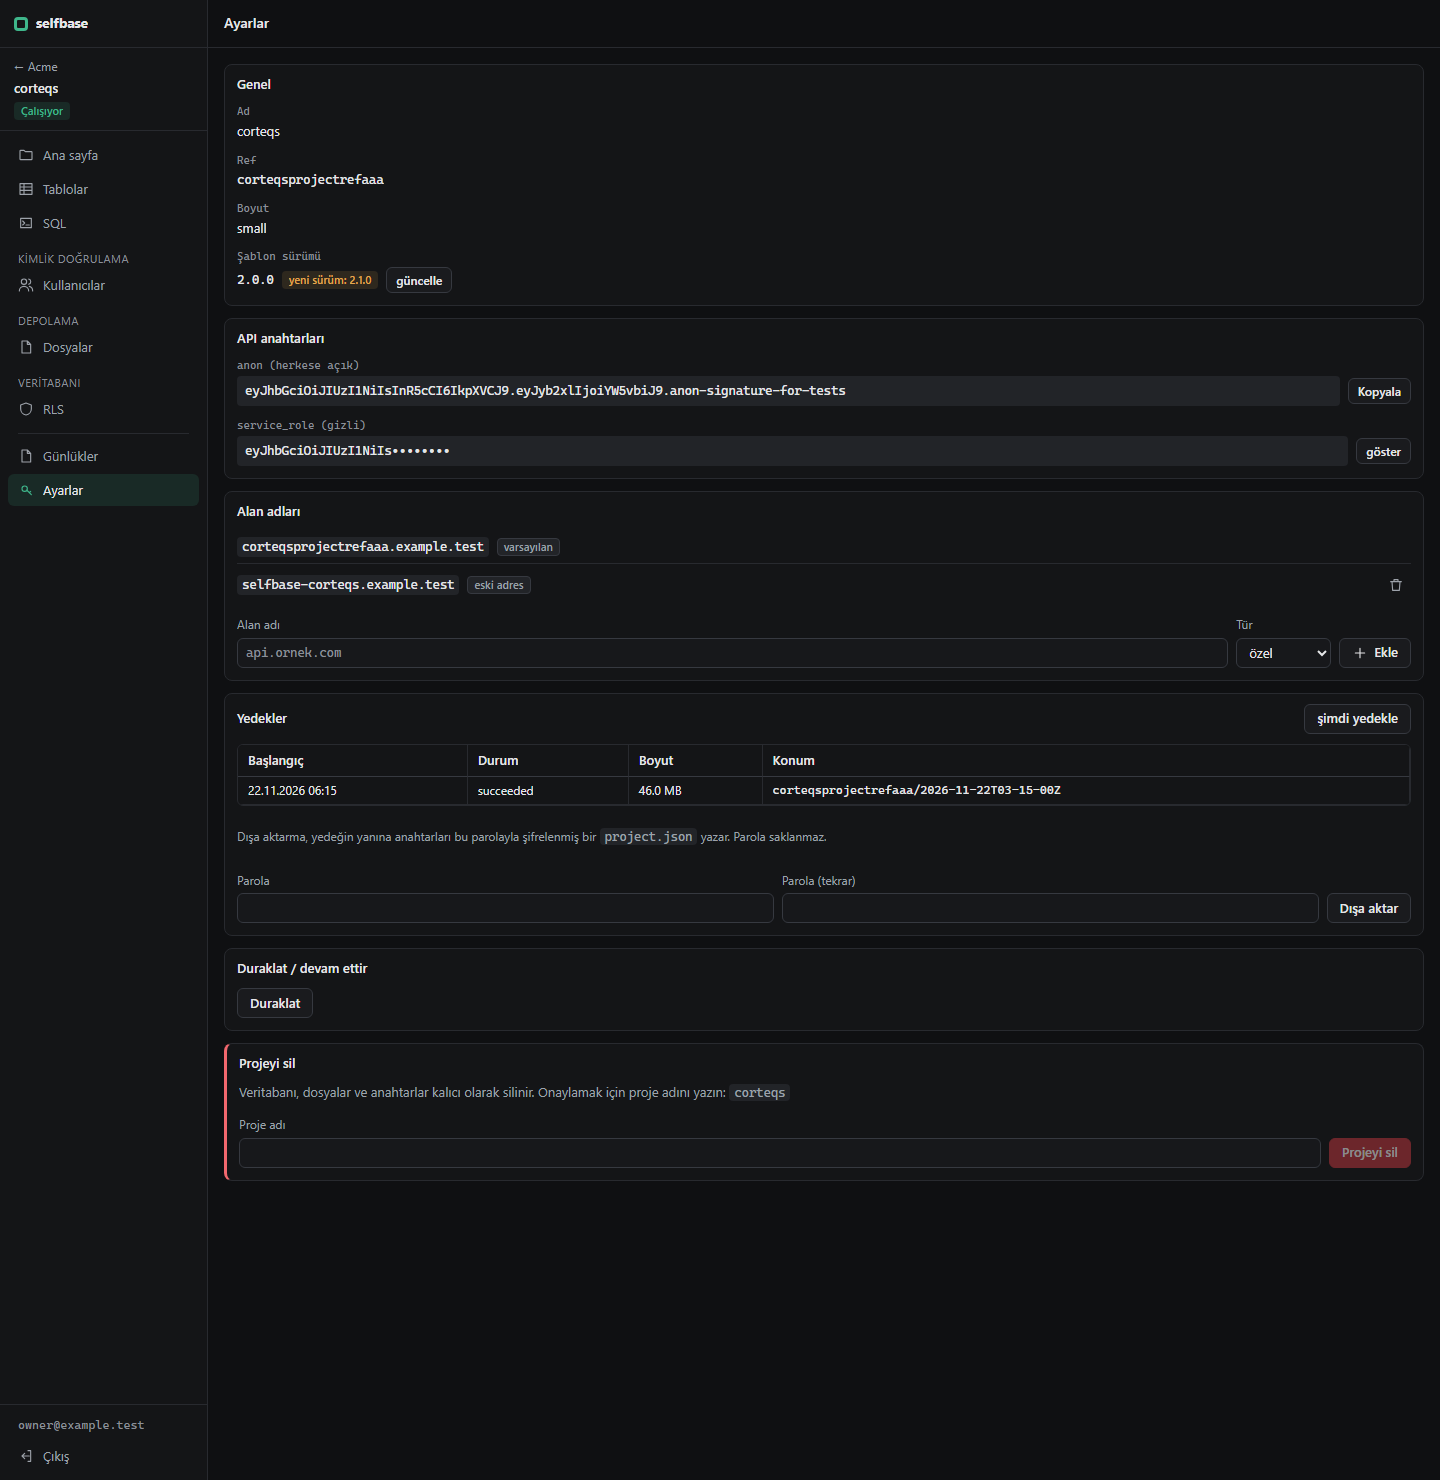 selfbase
← Acme
corteqs
Çalışıyor
Ana sayfa
Tablolar
SQL
KİMLİK DOĞRULAMA
Kullanıcılar
DEPOLAMA
Dosyalar
VERİTABANI
RLS
Günlükler
Ayarlar
owner@example.test
Çıkış
Ayarlar
Genel
Ad
corteqs
Ref
corteqsprojectrefaaa
Boyut
small
Şablon sürümü
2.0.0 yeni sürüm: 2.1.0 güncelle
API anahtarları
anon (herkese açık)
eyJhbGciOiJIUzI1NiIsInR5cCI6IkpXVCJ9.eyJyb2xlIjoiYW5vbiJ9.anon-signature-for-tests Kopyala
service_role (gizli)
eyJhbGciOiJIUzI1NiIs•••••••• göster
Alan adları
corteqsprojectrefaaa.example.test varsayılan
selfbase-corteqs.example.test eski adres
Alan adı Tür
api.ornek.com özel Ekle
Yedekler şimdi yedekle
Başlangıç Durum Boyut Konum
22.11.2026 06:15 succeeded 46.0 MB corteqsprojectrefaaa/2026-11-22T03-15-00Z
Dışa aktarma, yedeğin yanına anahtarları bu parolayla şifrelenmiş bir project.json yazar. Parola saklanmaz.
Parola Parola (tekrar)
Dışa aktar
Duraklat / devam ettir
Duraklat
Projeyi sil
Veritabanı, dosyalar ve anahtarlar kalıcı olarak silinir. Onaylamak için proje adını yazın: corteqs
Proje adı
Projeyi sil